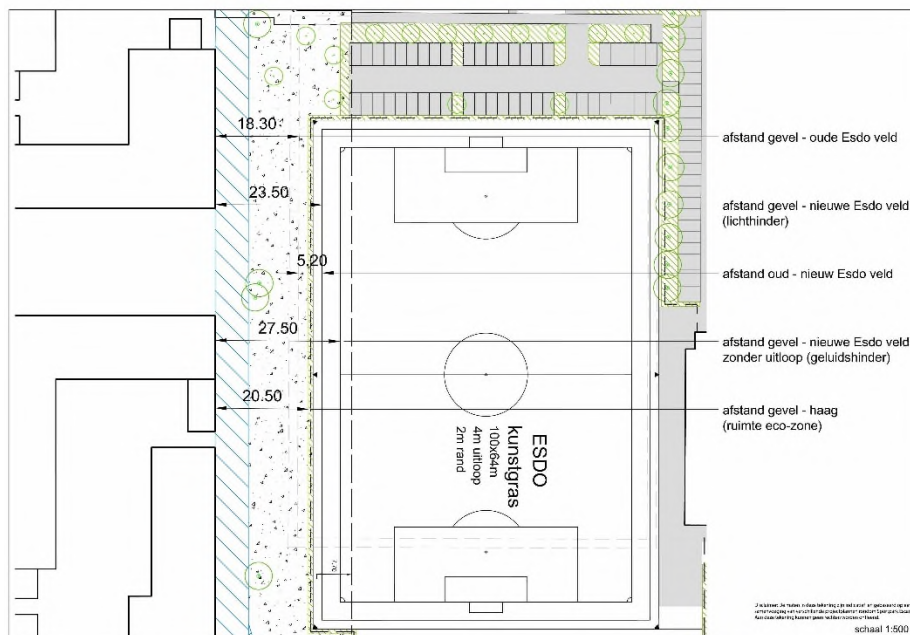 18.30
afstand gevel - oude Esdo veld
23.50
afstand gevel - nieuwe Esdo veld
(lichthinder)
5.20
afstand oud - nieuw Esdo veld
27.50
afstand gevel - nieuwe Esdo veld
zonder uitloop (geluidshinder)
20.50
afstand gevel - haag
(ruimte eco-zone)
ESDO
kunstgras
100x64m
4m uitloop
2m rand
schaal 1:500